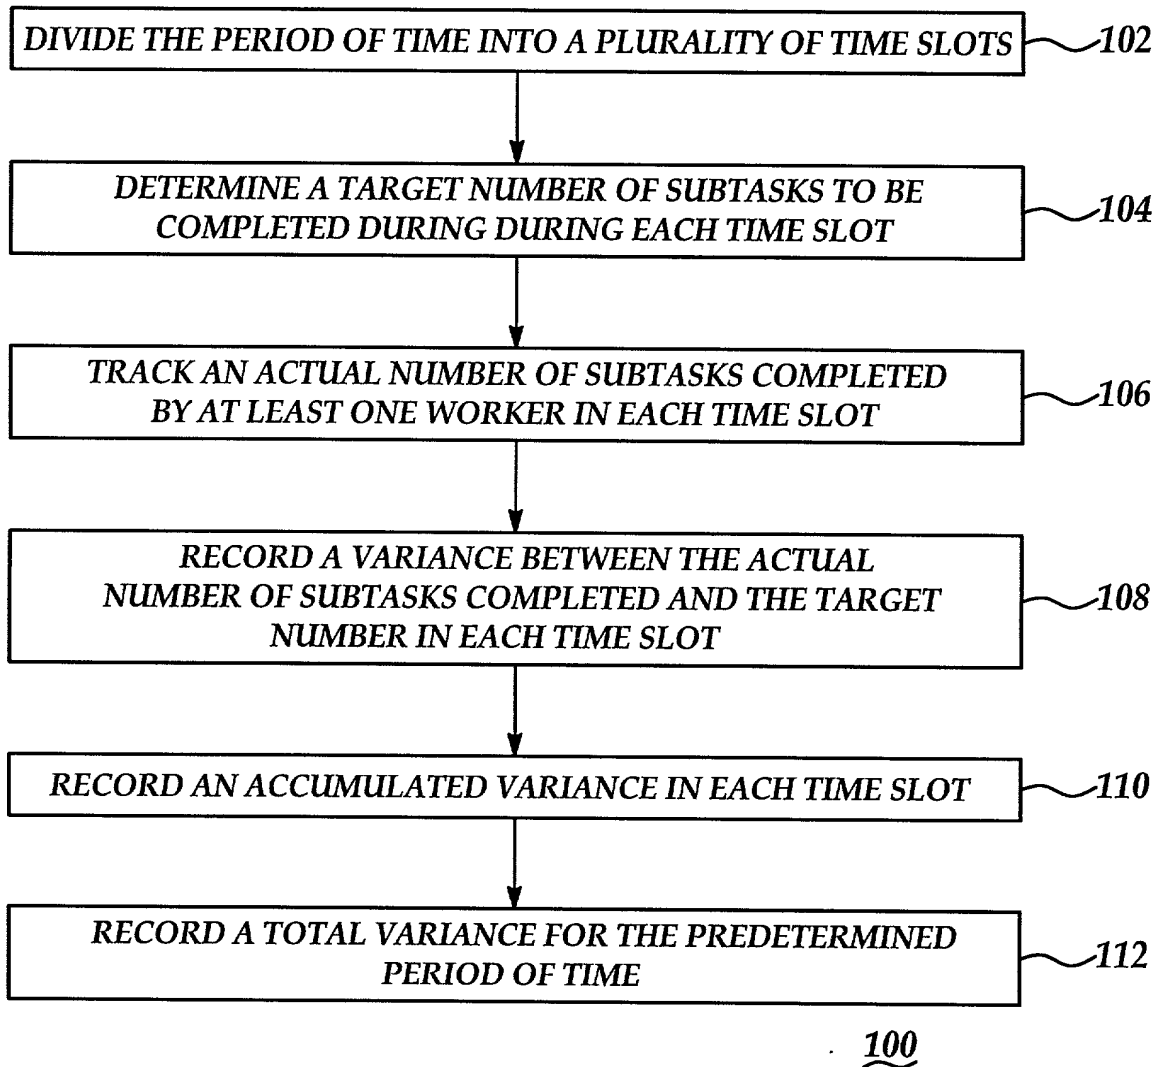 DIVIDE THE PERIOD OF TIME INTO A PLURALITY OF TIME SLOTS
102
DETERMINE A TARGET NUMBER OF SUBTASKS TO BE
COMPLETED DURING DURING EACH TIME SLOT
104
TRACK AN ACTUAL NUMBER OF SUBTASKS COMPLETED
BY AT LEAST ONE WORKER IN EACH TIME SLOT
106
RECORD A VARIANCE BETWEEN THE ACTUAL
NUMBER OF SUBTASKS COMPLETED AND THE TARGET
NUMBER IN EACH TIME SLOT
108
RECORD AN ACCUMULATED VARIANCE IN EACH TIME SLOT
110
RECORD A TOTAL VARIANCE FOR THE PREDETERMINED
PERIOD OF TIME
112
100